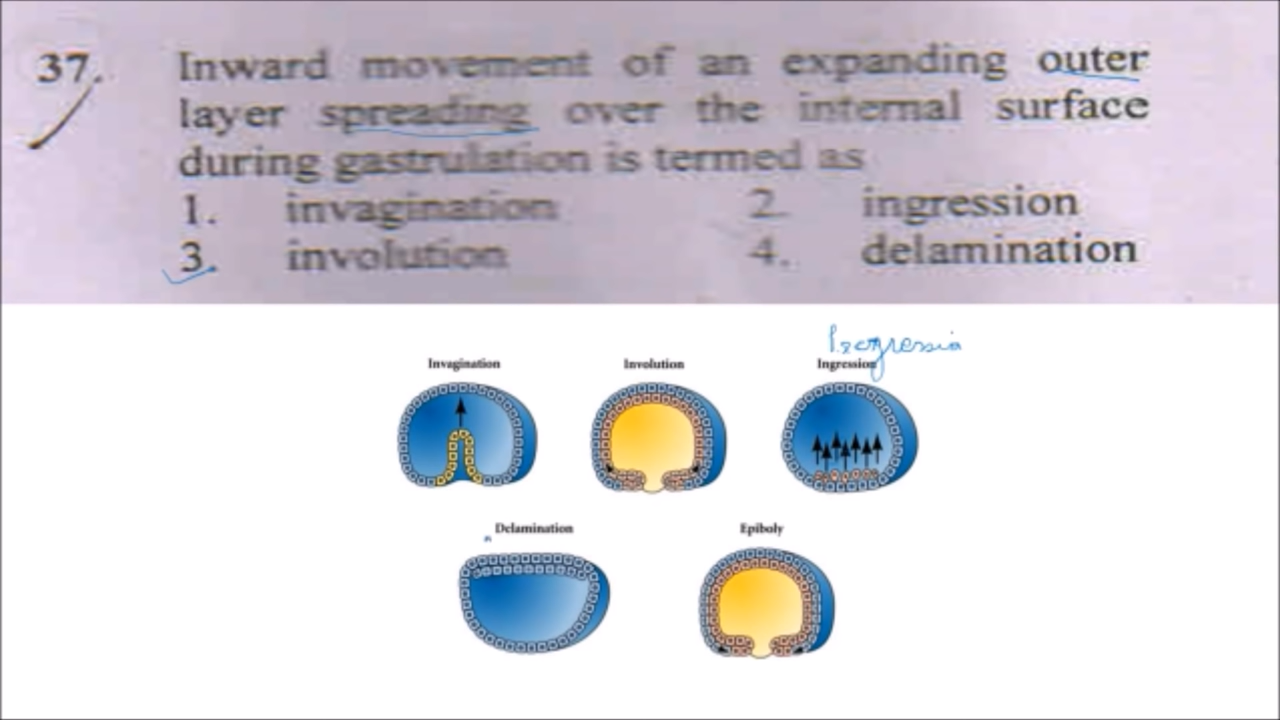 37. Inward movement of an expanding outer
layer spreading over the internal surface
during gastrulation is termed as
1. invagination 2. ingression
3. involution 4. delamination
Invagination Involution Ingression
Delamination Epiboly